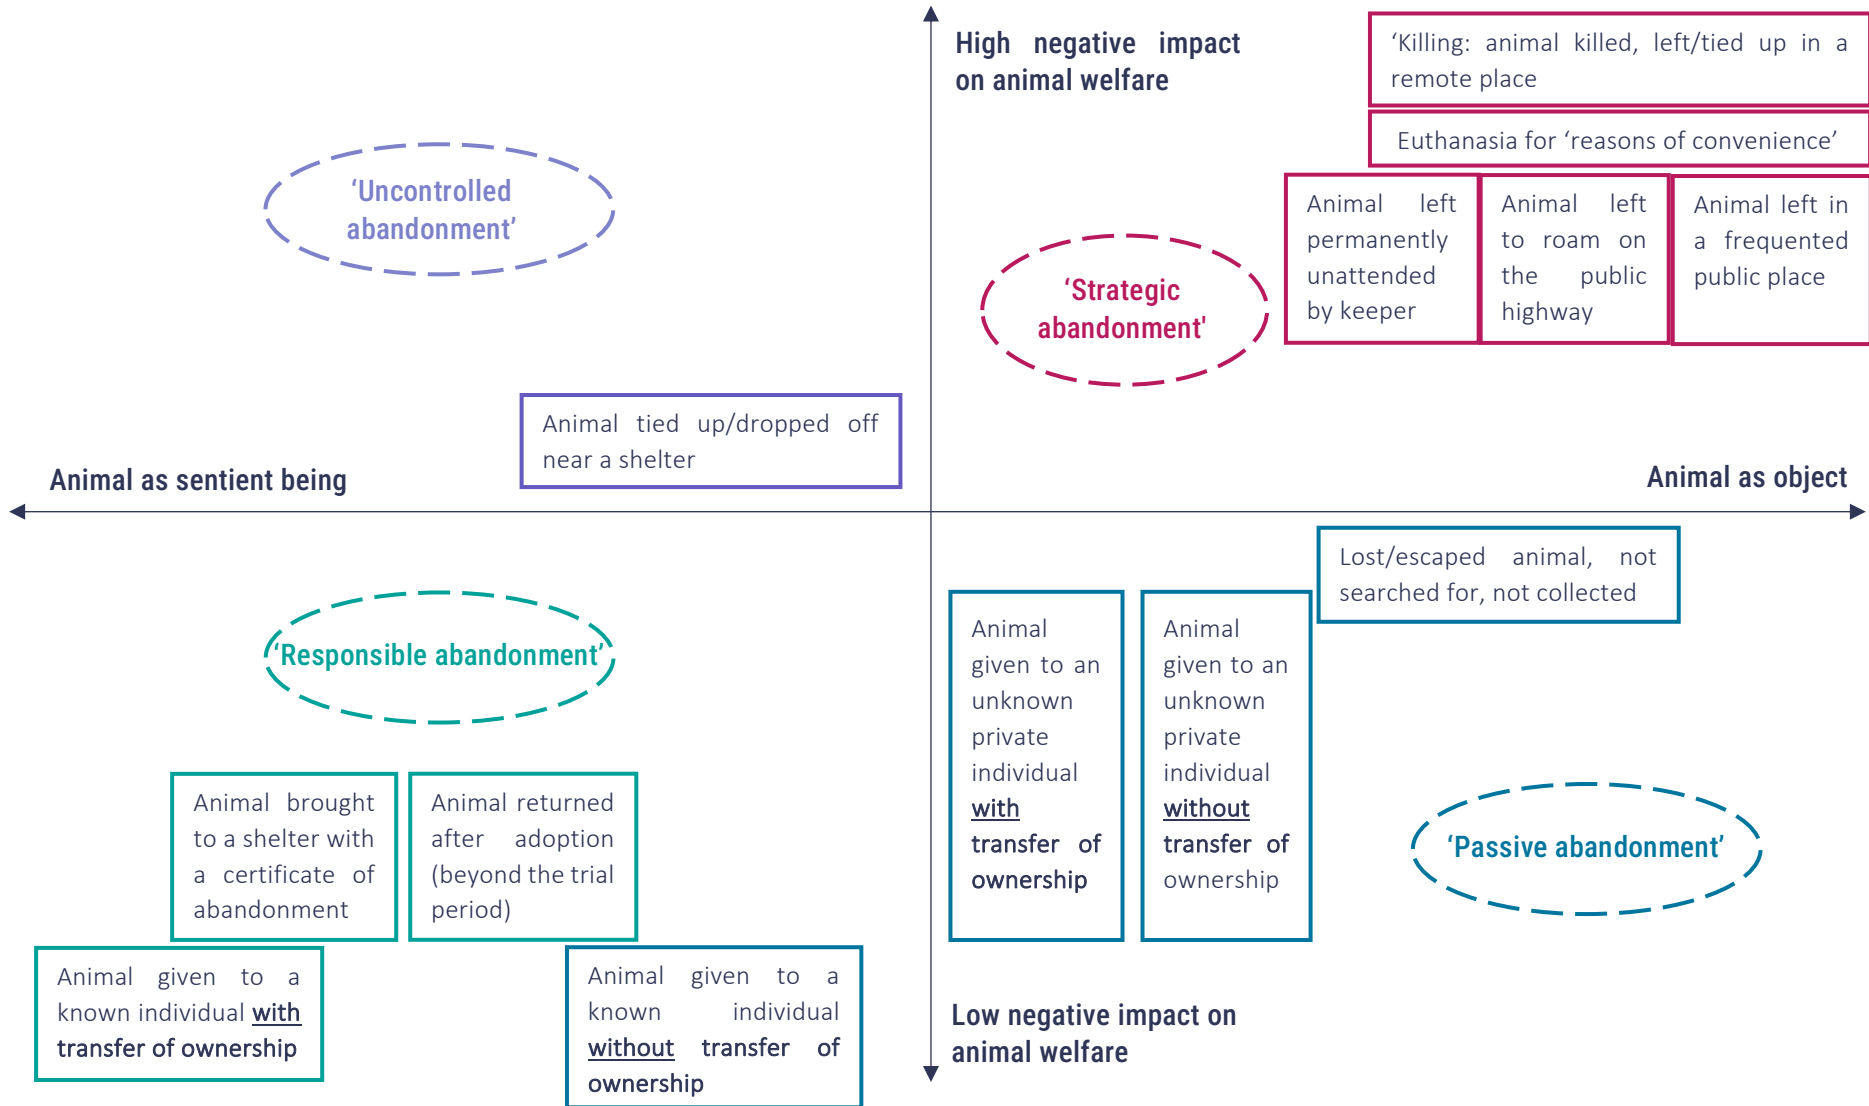 High negative impact
on animal welfare
‘Killing: animal killed, left/tied up in a
remote place
Euthanasia for ‘reasons of convenience’
‘Uncontrolled
abandonment’
Animal left
permanently
unattended
by keeper
Animal left
to roam on
the public
highway
Animal left in
a frequented
public place
‘Strategic
abandonment'
Animal tied up/dropped off
near a shelter
Animal as sentient being
Animal as object
Lost/escaped animal, not
searched for, not collected
‘Responsible abandonment’
Animal
given to an
unknown
private
individual
with
transfer of
ownership
Animal
given to an
unknown
private
individual
without
transfer of
ownership
‘Passive abandonment’
Animal brought
to a shelter with
a certificate of
abandonment
Animal returned
after adoption
(beyond the trial
period)
Animal given to a
known individual with
transfer of ownership
Animal given to a
known individual
without transfer of
ownership
Low negative impact on
animal welfare